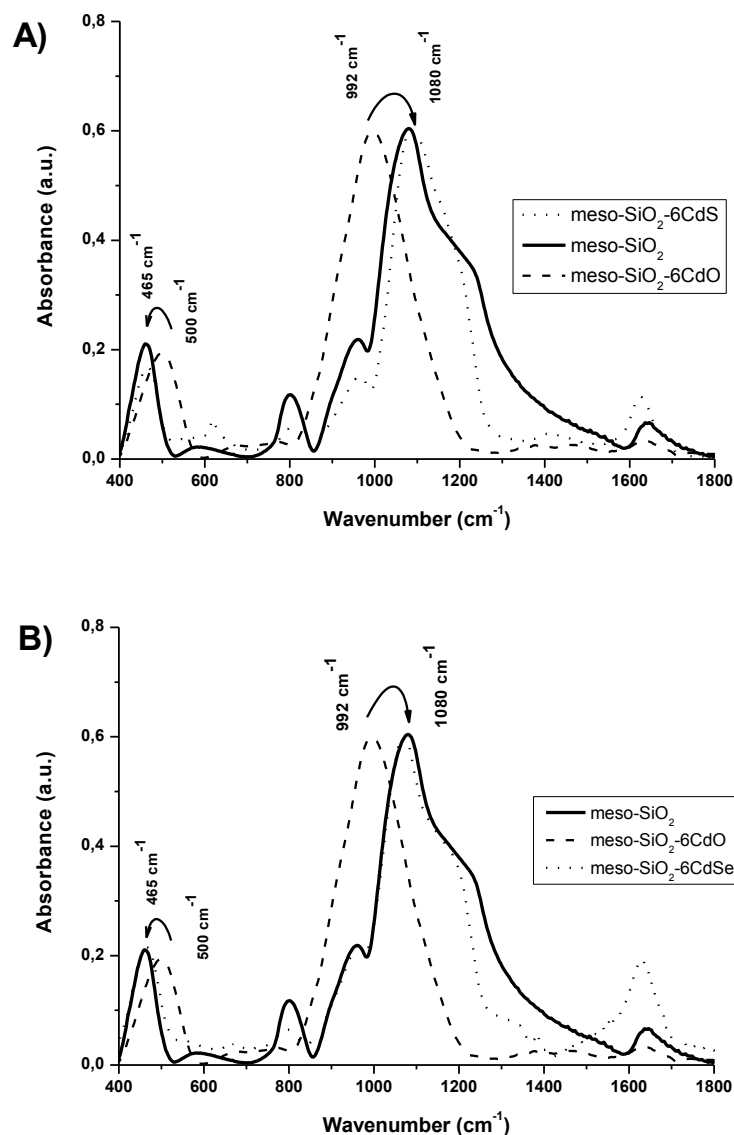 A)
0,8
0,6
0,4
0,2
0,0
Absorbance (a.u.)
992 cm⁻¹
1080 cm⁻¹
465 cm⁻¹
500 cm⁻¹
meso-SiO₂-6CdS
meso-SiO₂
meso-SiO₂-6CdO
400 600 800 1000 1200 1400 1600 1800
Wavenumber (cm⁻¹)
B)
0,8
0,6
0,4
0,2
0,0
Absorbance (a.u.)
992 cm⁻¹
1080 cm⁻¹
465 cm⁻¹
500 cm⁻¹
meso-SiO₂
meso-SiO₂-6CdO
meso-SiO₂-6CdSe
400 600 800 1000 1200 1400 1600 1800
Wavenumber (cm⁻¹)